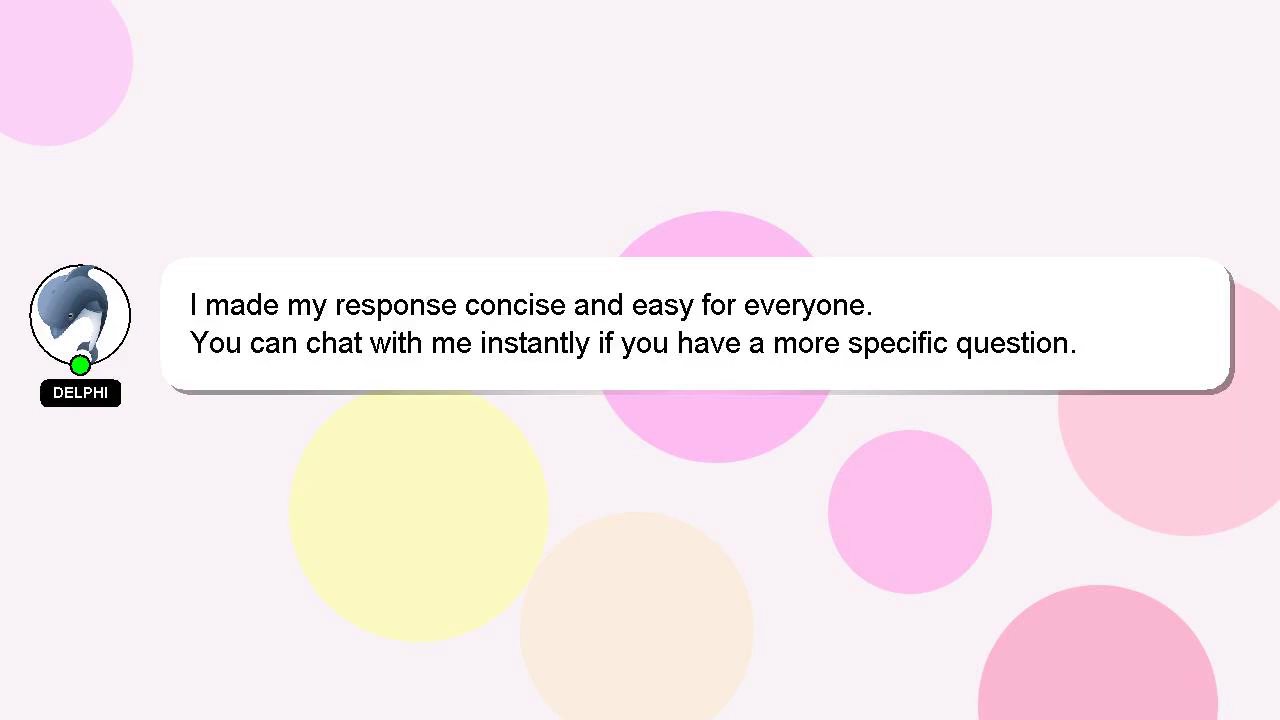 I made my response concise and easy for everyone.
You can chat with me instantly if you have a more specific question.
DELPHI